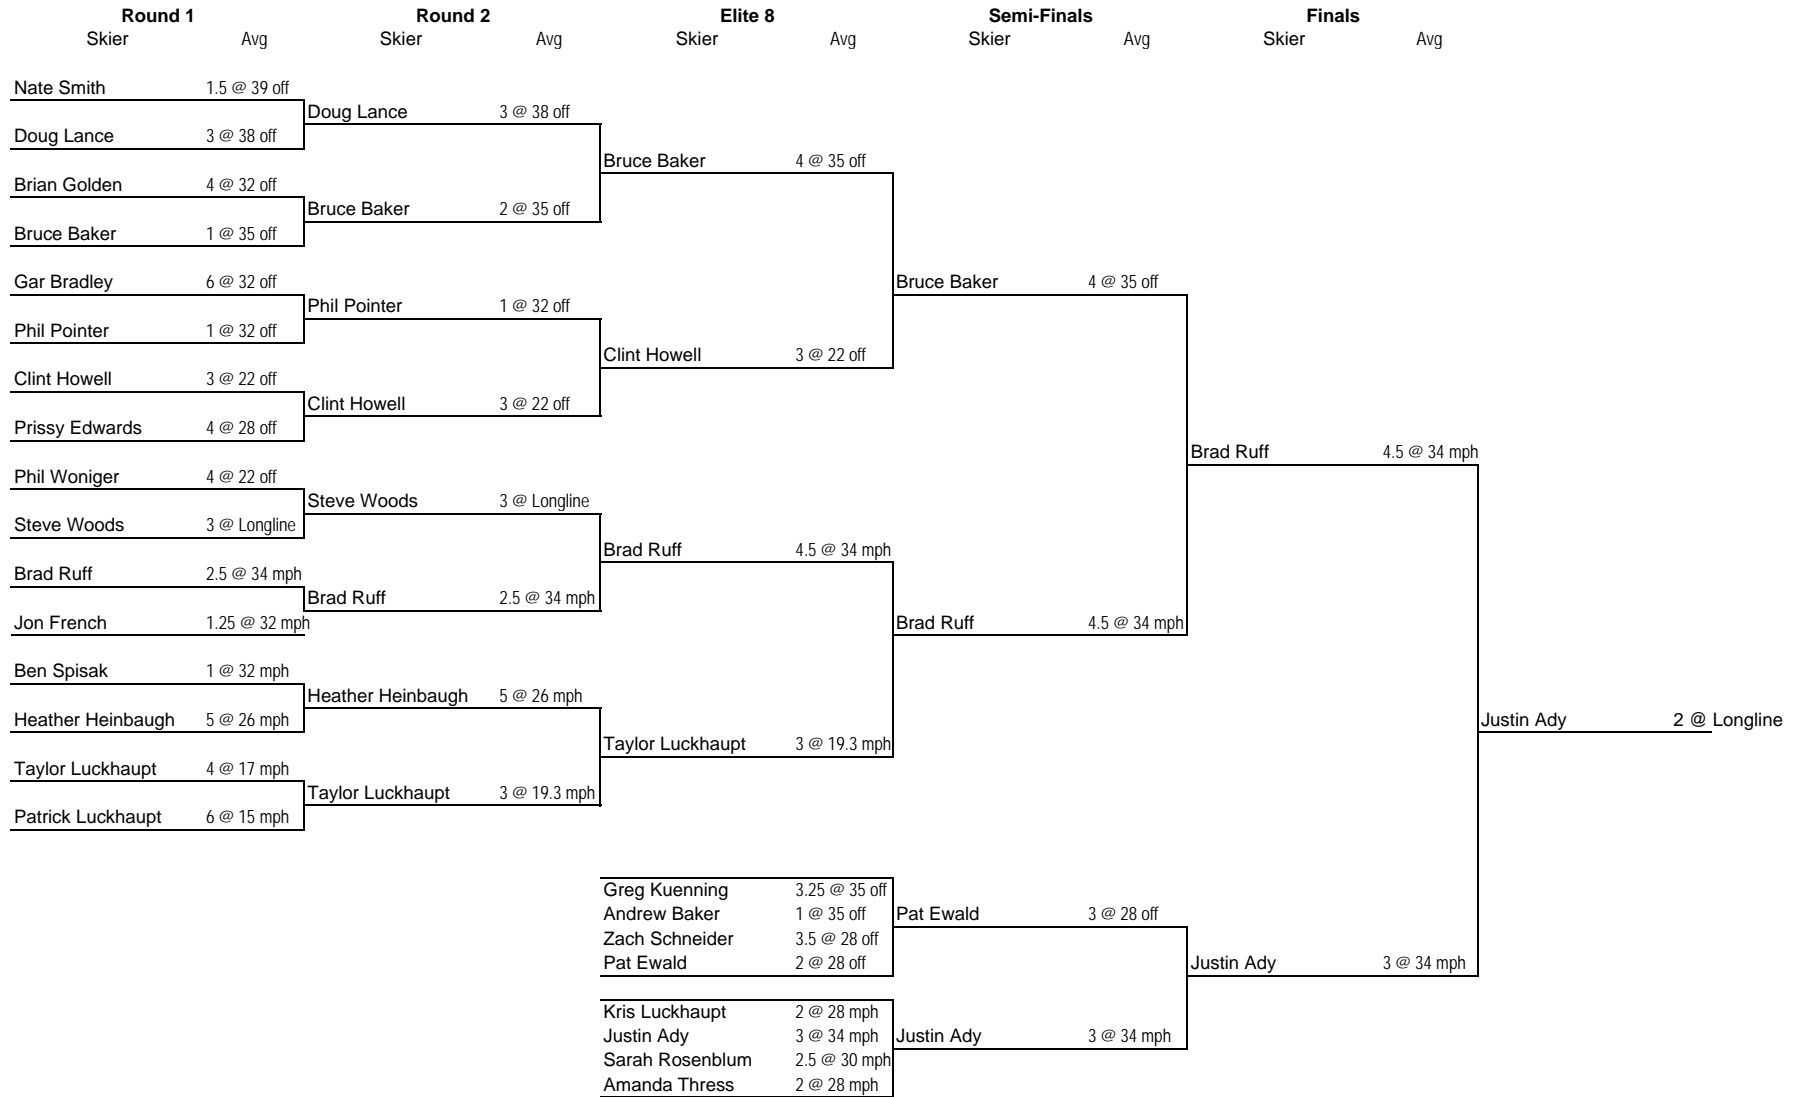 Round 1 Round 2 Elite 8 Semi-Finals Finals
Skier Avg Skier Avg Skier Avg Skier Avg Skier Avg
Nate Smith 1.5 @ 39 off
Doug Lance 3 @ 38 off
Doug Lance 3 @ 38 off
Bruce Baker 4 @ 35 off
Brian Golden 4 @ 32 off
Bruce Baker 2 @ 35 off
Bruce Baker 1 @ 35 off
Gar Bradley 6 @ 32 off
Bruce Baker 4 @ 35 off
Phil Pointer 1 @ 32 off
Phil Pointer 1 @ 32 off
Clint Howell 3 @ 22 off
Clint Howell 3 @ 22 off
Clint Howell 3 @ 22 off
Prissy Edwards 4 @ 28 off
Brad Ruff 4.5 @ 34 mph
Phil Woniger 4 @ 22 off
Steve Woods 3 @ Longline
Steve Woods 3 @ Longline
Brad Ruff 4.5 @ 34 mph
Brad Ruff 2.5 @ 34 mph
Brad Ruff 2.5 @ 34 mph
Jon French 1.25 @ 32 mph
Brad Ruff 4.5 @ 34 mph
Ben Spisak 1 @ 32 mph
Heather Heinbaugh 5 @ 26 mph
Heather Heinbaugh 5 @ 26 mph
Justin Ady 2 @ Longline
Taylor Luckhaupt 3 @ 19.3 mph
Taylor Luckhaupt 4 @ 17 mph
Taylor Luckhaupt 3 @ 19.3 mph
Patrick Luckhaupt 6 @ 15 mph
Greg Kuenning 3.25 @ 35 off
Andrew Baker 1 @ 35 off Pat Ewald 3 @ 28 off
Zach Schneider 3.5 @ 28 off
Pat Ewald 2 @ 28 off Justin Ady 3 @ 34 mph
Kris Luckhaupt 2 @ 28 mph
Justin Ady 3 @ 34 mph Justin Ady 3 @ 34 mph
Sarah Rosenblum 2.5 @ 30 mph
Amanda Thress 2 @ 28 mph